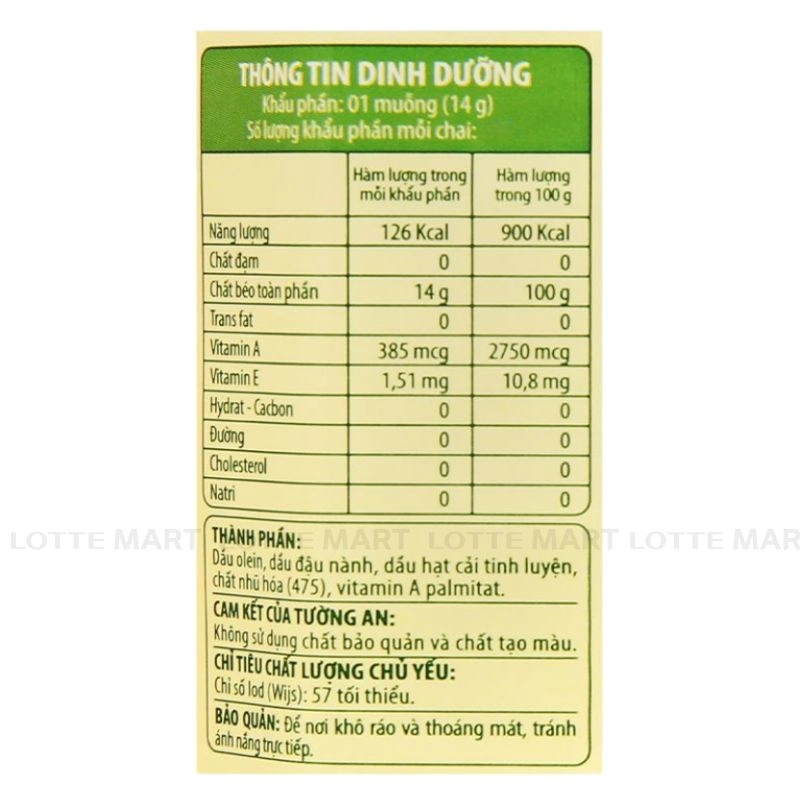 THÔNG TIN DINH DƯỠNG
Khẩu phần: 01 muỗng (14 g)
Số lượng khẩu phần mỗi chai:
Hàm lượng trong mỗi khẩu phần Hàm lượng trong 100 g
Năng lượng 126 Kcal 900 Kcal
Chất đạm 0 0
Chất béo toàn phần 14 g 100 g
Trans fat 0 0
Vitamin A 385 mcg 2750 mcg
Vitamin E 1,51 mg 10,8 mg
Hydrat - Cacbon 0 0
Đường 0 0
Cholesterol 0 0
Natri 0 0
LOTTE MART LOTTE MART LOTTE MART LOTTE MAR
THÀNH PHẦN:
Dầu olein, dầu đậu nành, dầu hạt cải tinh luyện,
chất nhũ hóa (475), vitamin A palmitat.
CAM KẾT CỦA TƯỜNG AN:
Không sử dụng chất bảo quản và chất tạo màu.
CHỈ TIÊU CHẤT LƯỢNG CHỦ YẾU:
Chỉ số Iod (Wijs): 57 tối thiểu.
BẢO QUẢN: Để nơi khô ráo và thoáng mát, tránh
ánh nắng trực tiếp.